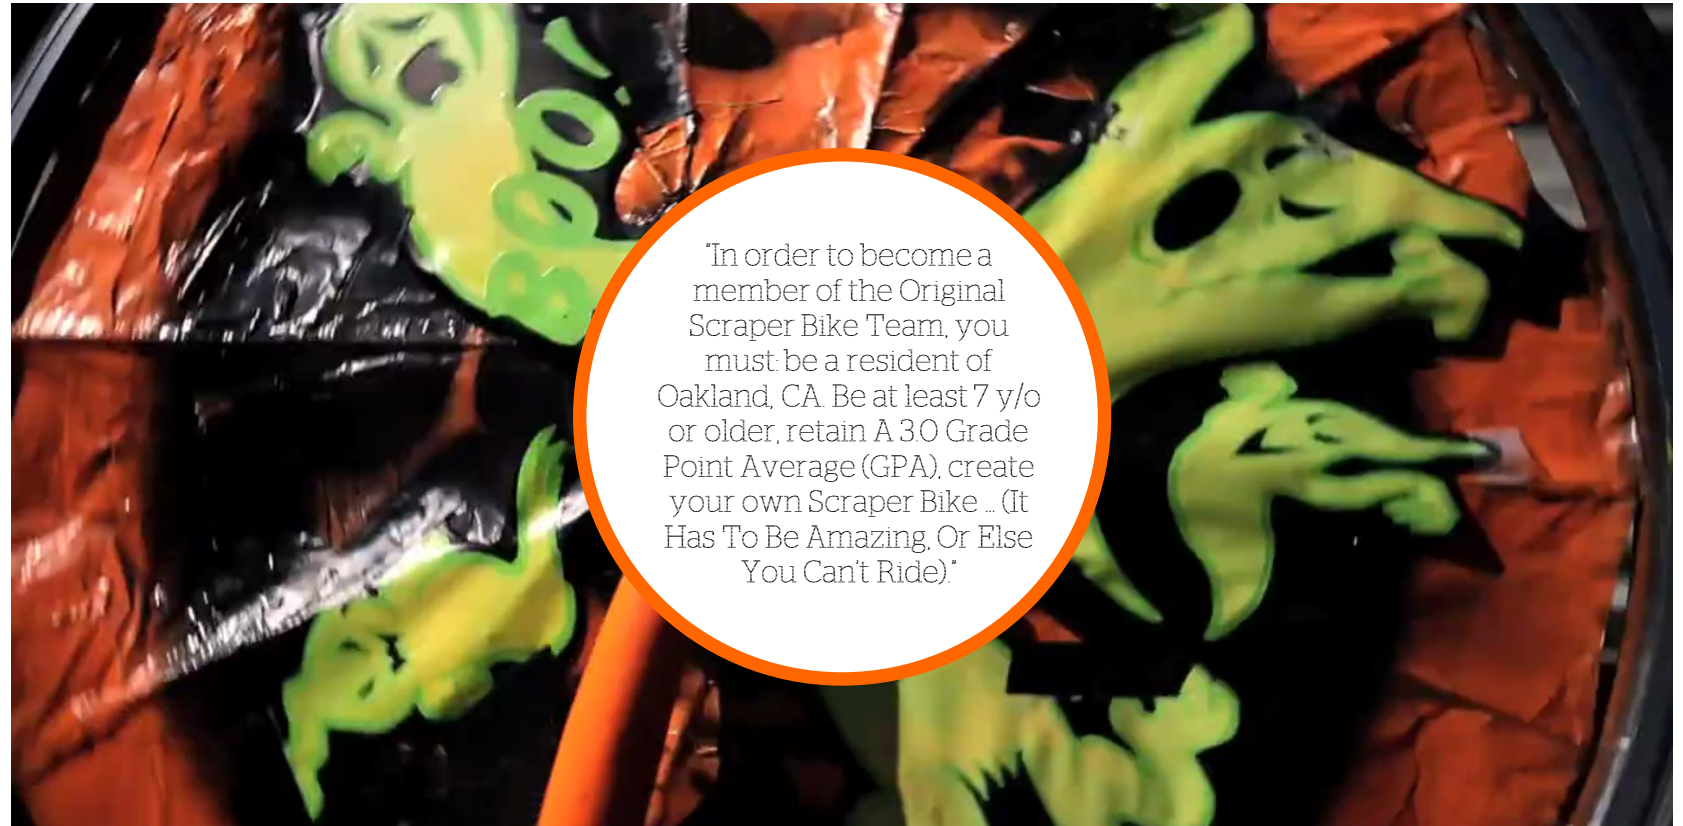 BOO!
“In order to become a
member of the Original
Scraper Bike Team, you
must: be a resident of
Oakland, CA. Be at least 7 y/o
or older, retain A 3.0 Grade
Point Average (GPA), create
your own Scraper Bike ... (It
Has To Be Amazing, Or Else
You Can't Ride).”